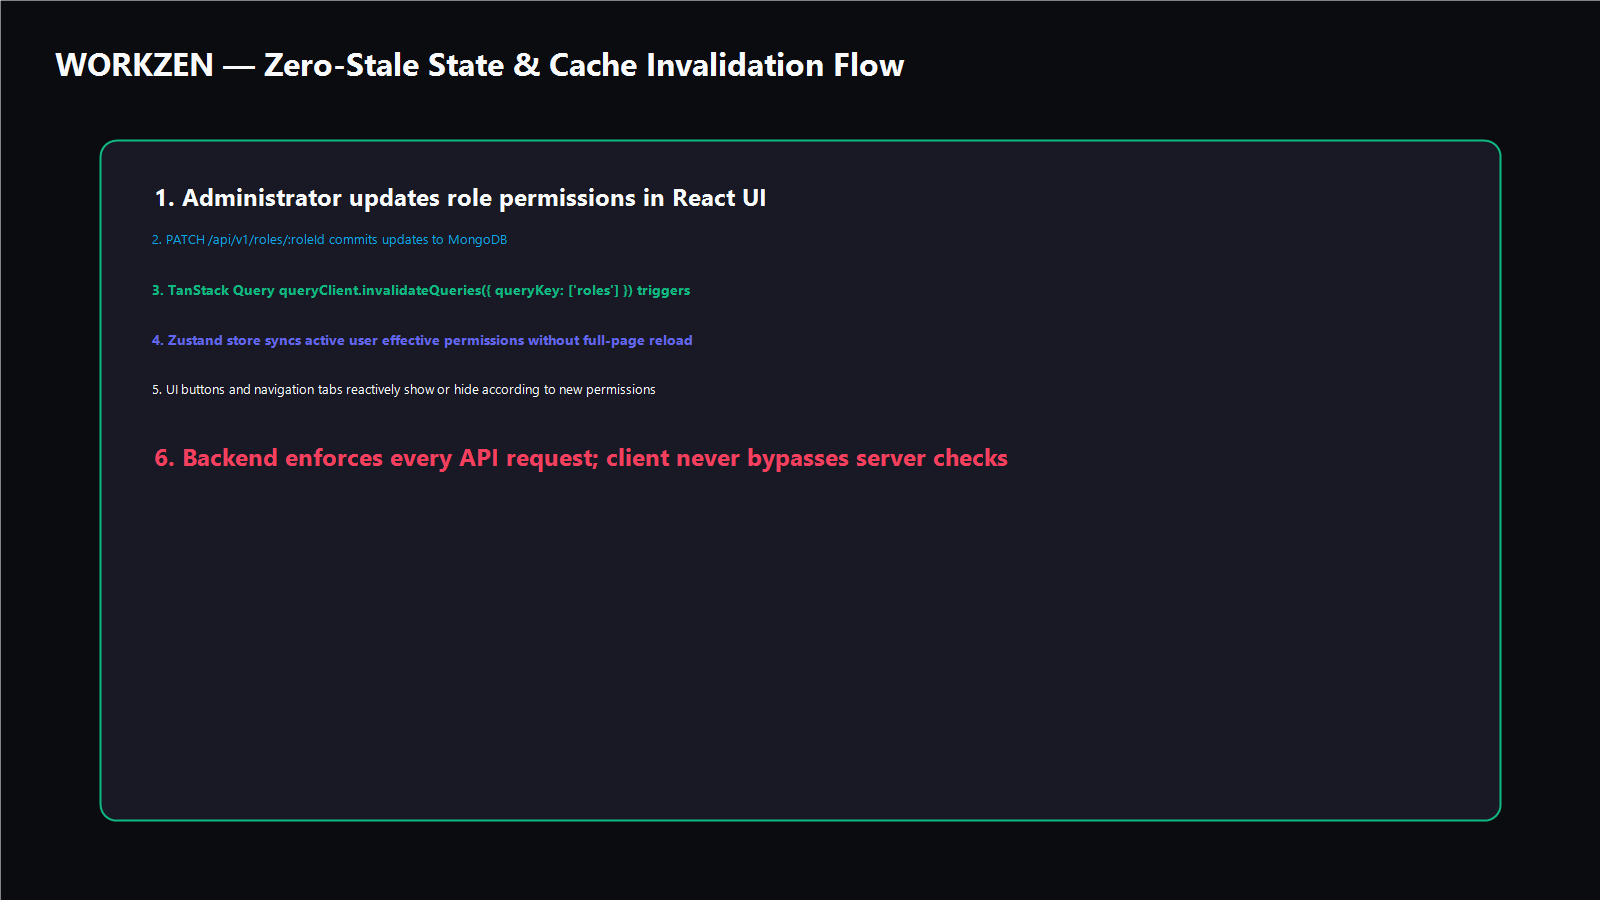 WORKZEN — Zero-Stale State & Cache Invalidation Flow
1. Administrator updates role permissions in React UI
2. PATCH /api/v1/roles/:roleId commits updates to MongoDB
3. TanStack Query queryClient.invalidateQueries({ queryKey: ['roles'] }) triggers
4. Zustand store syncs active user effective permissions without full-page reload
5. UI buttons and navigation tabs reactively show or hide according to new permissions
6. Backend enforces every API request; client never bypasses server checks